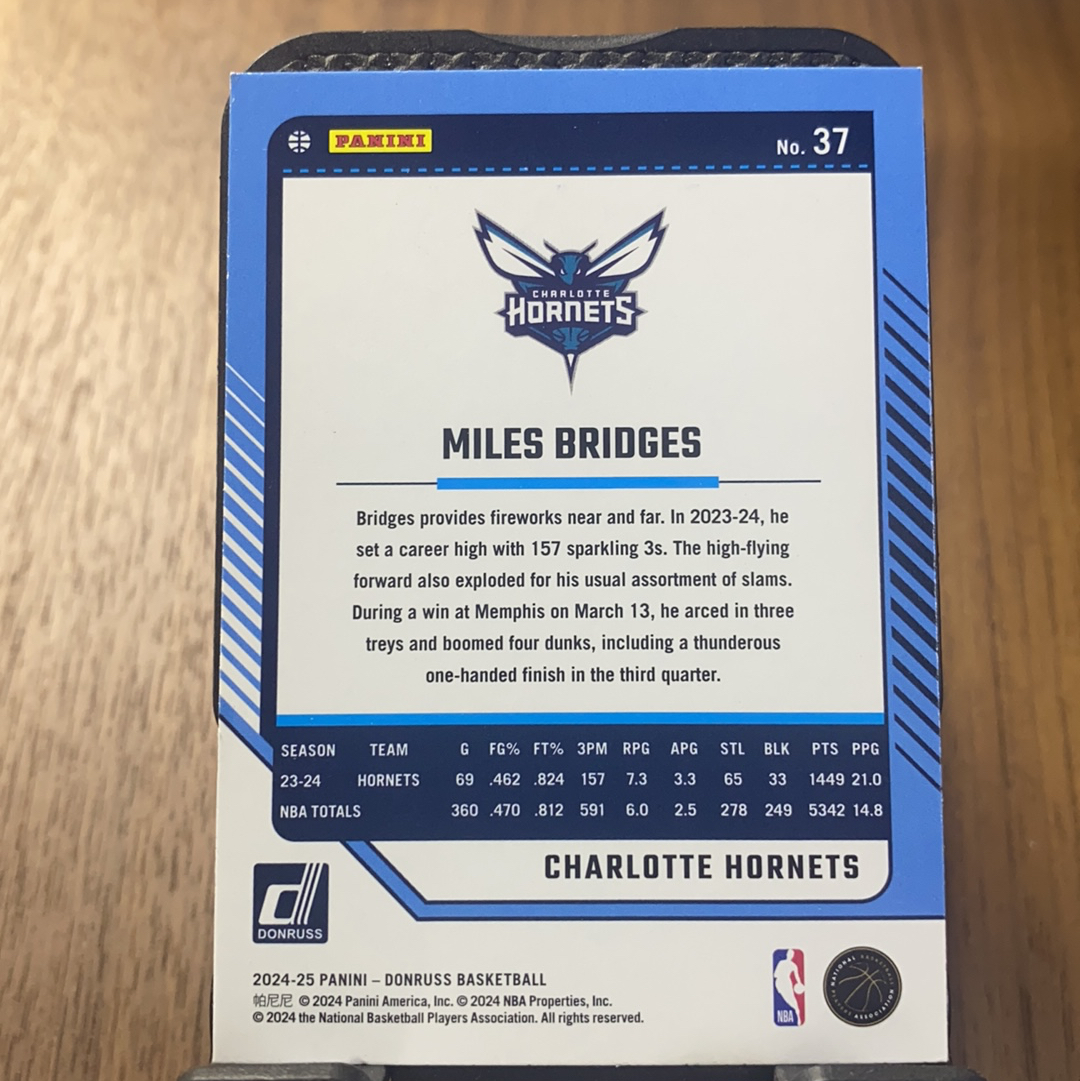 PANINI
No. 37
CHARLOTTE
HORNETS
MILES BRIDGES
Bridges provides fireworks near and far. In 2023-24, he
set a career high with 157 sparkling 3s. The high-flying
forward also exploded for his usual assortment of slams.
During a win at Memphis on March 13, he arced in three
treys and boomed four dunks, including a thunderous
one-handed finish in the third quarter.
SEASON TEAM G FG% FT% 3PM RPG APG STL BLK PTS PPG
23-24 HORNETS 69 .462 .824 157 7.3 3.3 65 33 1449 21.0
NBA TOTALS 360 .470 .812 591 6.0 2.5 278 249 5342 14.8
CHARLOTTE HORNETS
DONRUSS
2024-25 PANINI – DONRUSS BASKETBALL
帕尼尼 © 2024 Panini America, Inc. © 2024 NBA Properties, Inc.
© 2024 the National Basketball Players Association. All rights reserved.
NBA
NATIONAL BASKETBALL PLAYERS ASSOCIATION